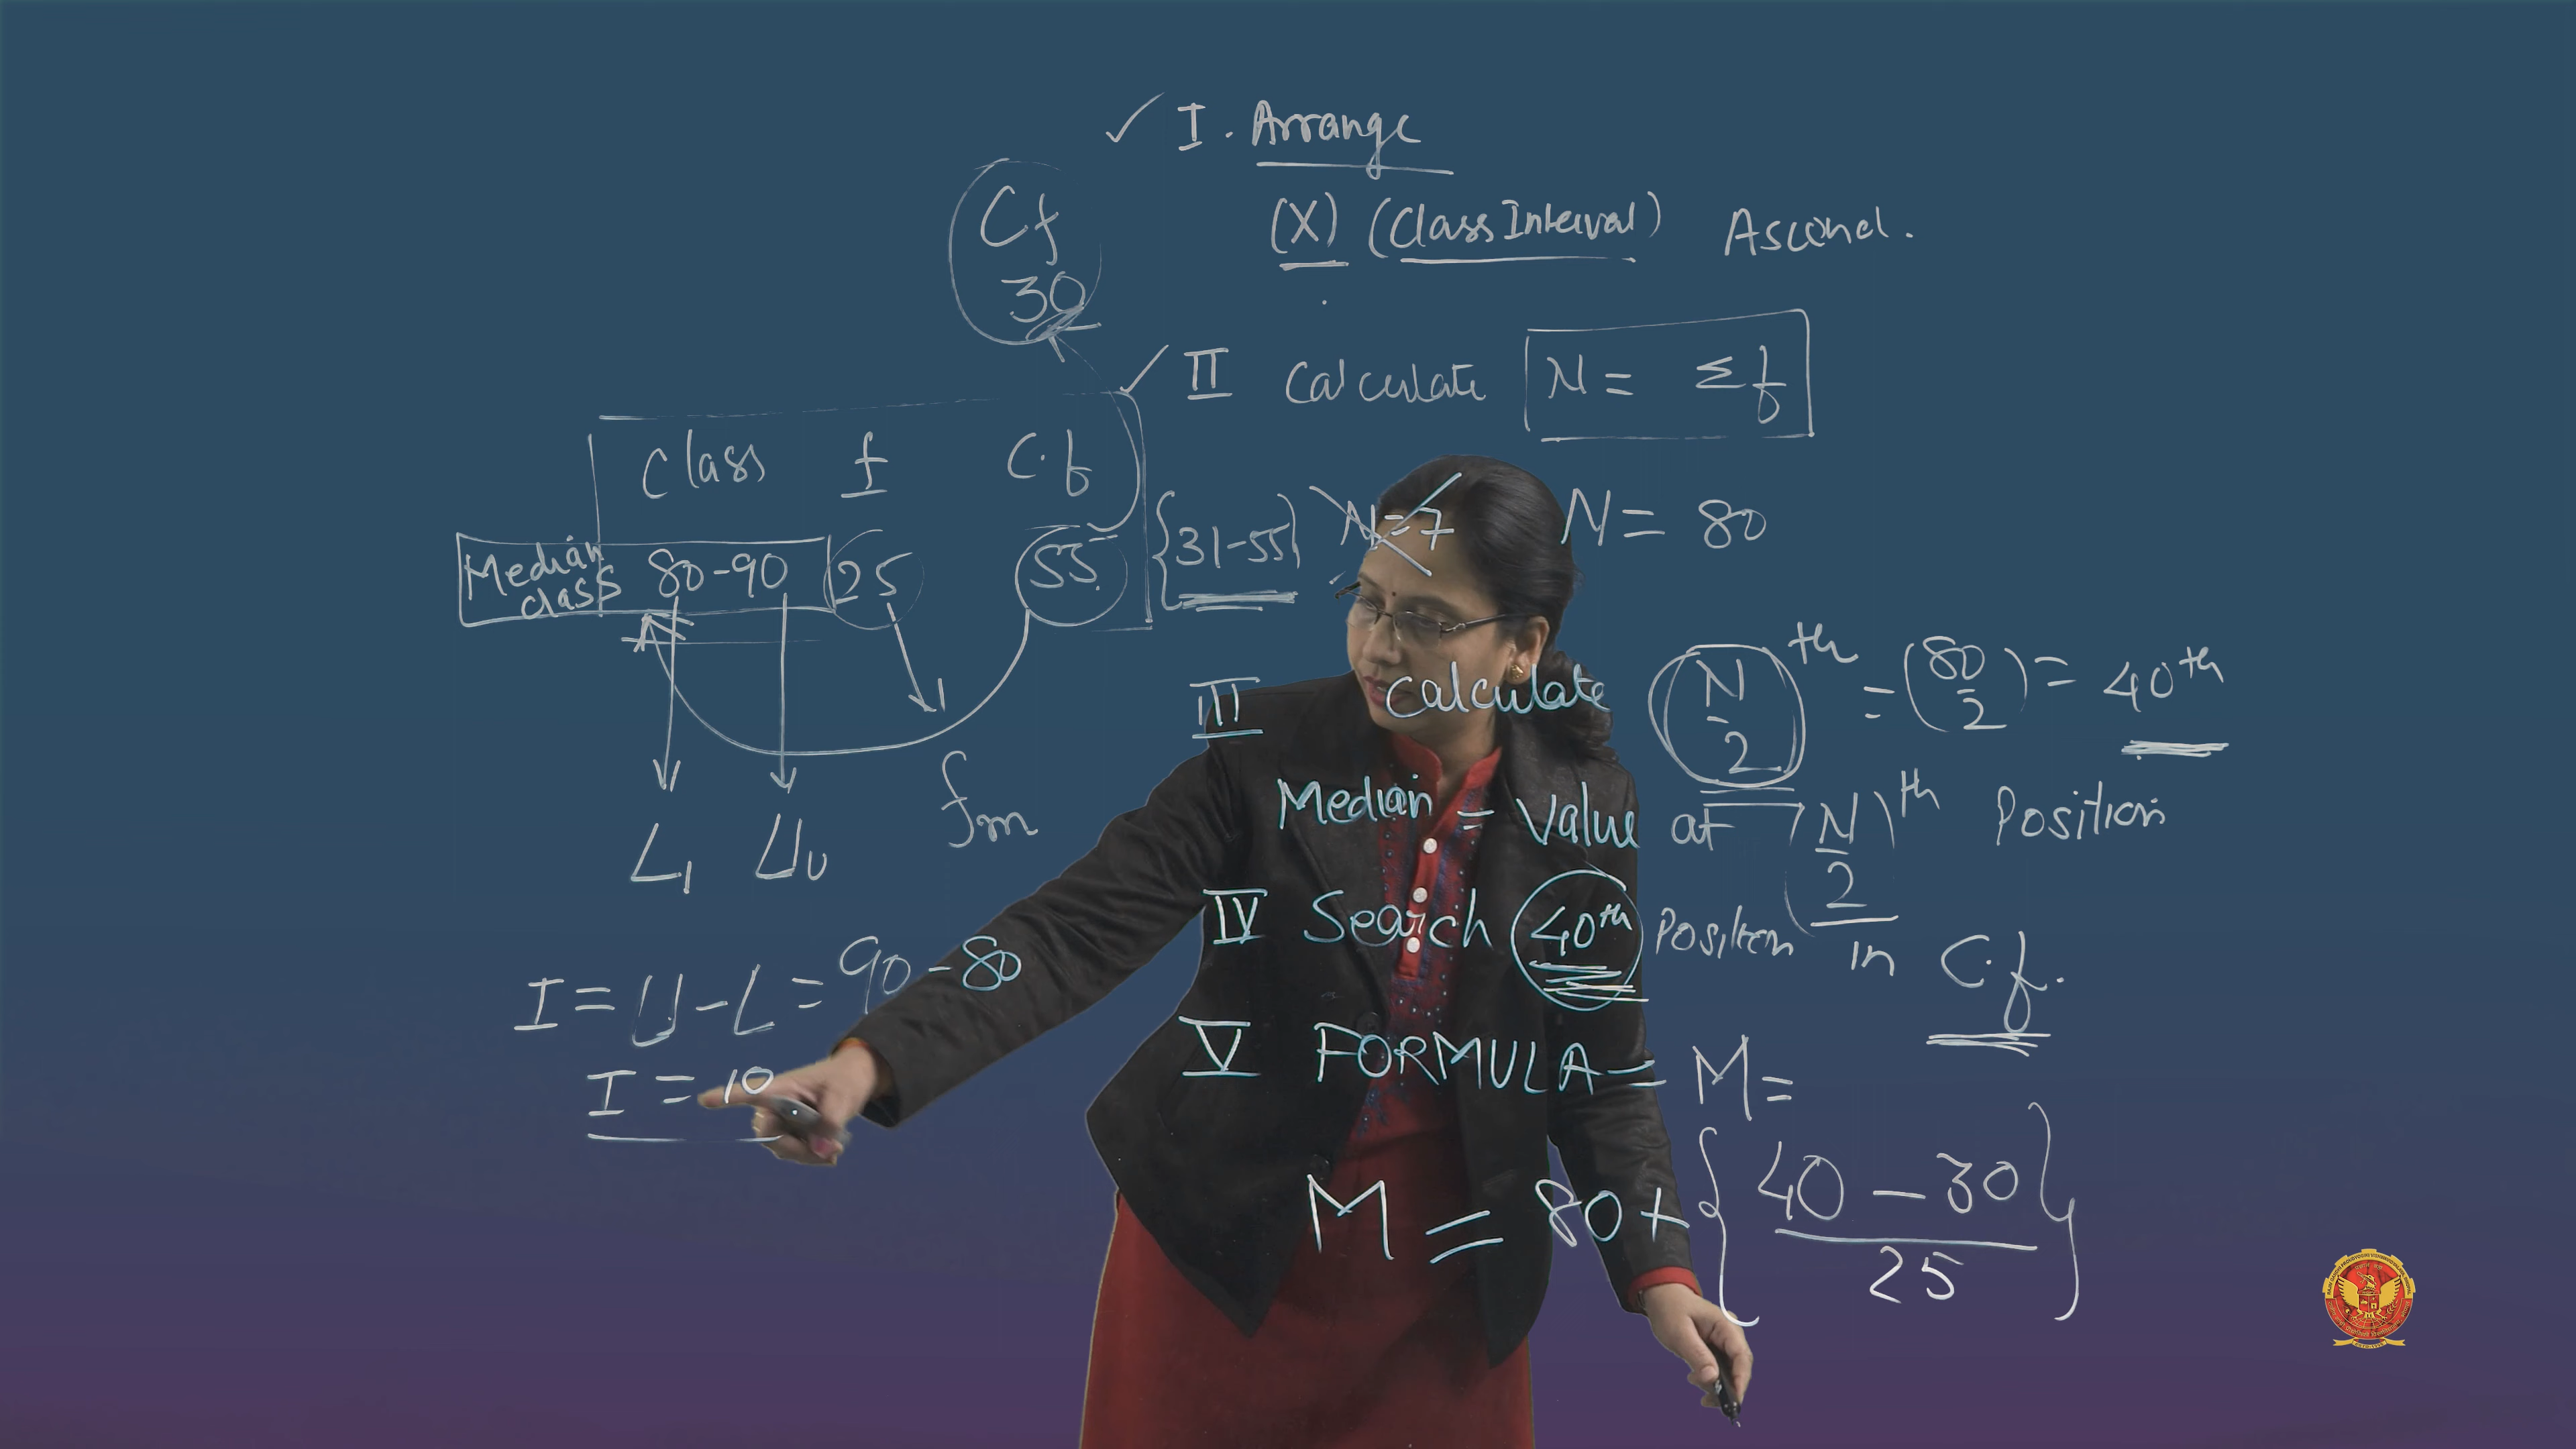 ✓ I. Arrange
(X) (Class Interval) Ascend.
Cf
30
✓ II Calculate N = Σf
Class f C.f
Median class 80-90 25 55 {31-55}
N=7 N = 80
L1 U fm
III Calculate N/2 th = (80/2) = 40th
Median = Value at (N/2)th Position
IV Search 40th Position in C.f.
I = U-L = 90-80
I = 10
V FORMULA = M=
M = 80+ {40-30/25}